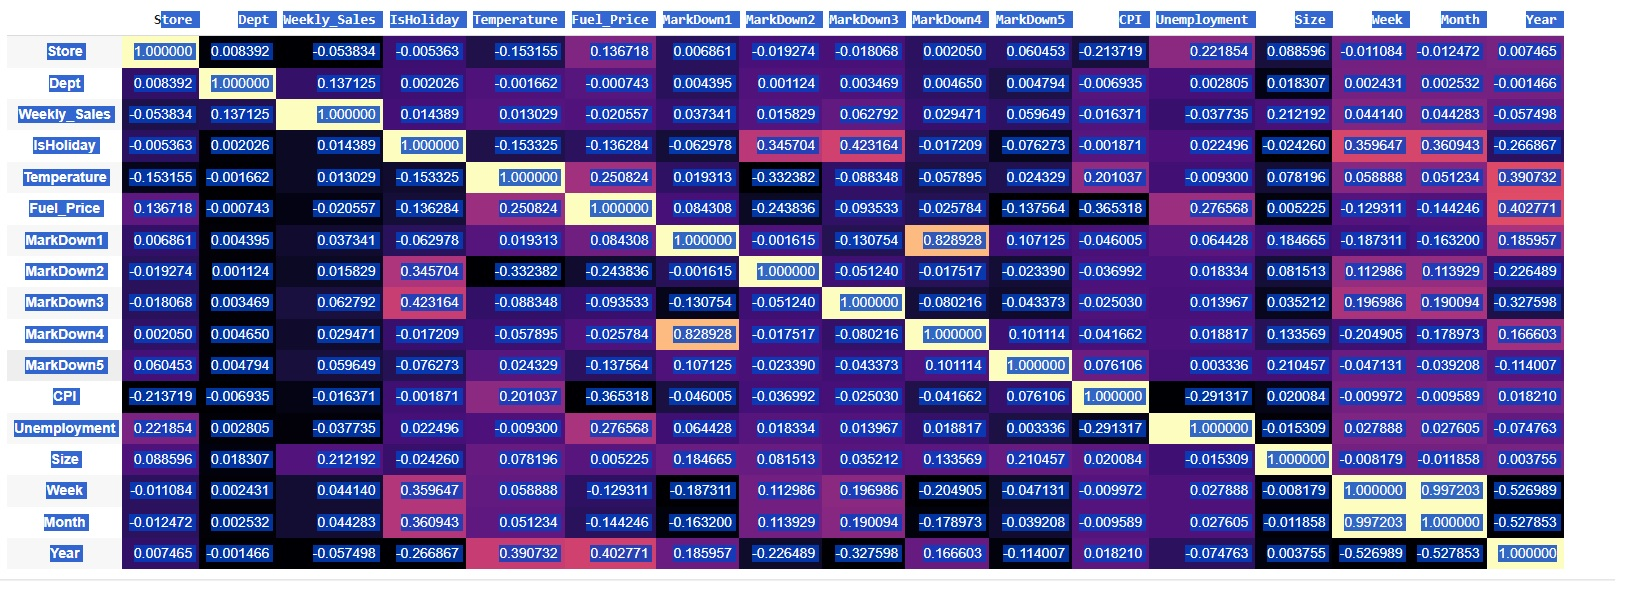 Store Dept Weekly_Sales IsHoliday Temperature Fuel_Price MarkDown1 MarkDown2 MarkDown3 MarkDown4 MarkDown5 CPI Unemployment Size Week Month Year
Store 1.000000 0.008392 -0.053834 -0.005363 -0.153155 0.136718 0.006861 -0.019274 -0.018068 0.002050 0.060453 -0.213719 0.221854 0.088596 -0.011084 -0.012472 0.007465
Dept 0.008392 1.000000 0.137125 0.002026 -0.001662 -0.000743 0.004395 0.001124 0.003469 0.004650 0.004794 -0.006935 0.002805 0.018307 0.002431 0.002532 -0.001466
Weekly_Sales -0.053834 0.137125 1.000000 0.014389 0.013029 -0.020557 0.037341 0.015829 0.062792 0.029471 0.059649 -0.016371 -0.037735 0.212192 0.044140 0.044283 -0.057498
IsHoliday -0.005363 0.002026 0.014389 1.000000 -0.153325 -0.136284 -0.062978 0.345704 0.423164 -0.017209 -0.076273 -0.001871 0.022496 -0.024260 0.359647 0.360943 -0.266867
Temperature -0.153155 -0.001662 0.013029 -0.153325 1.000000 0.250824 0.019313 -0.332382 -0.088348 -0.057895 0.024329 0.201037 -0.009300 0.078196 0.058888 0.051234 0.390732
Fuel_Price 0.136718 -0.000743 -0.020557 -0.136284 0.250824 1.000000 0.084308 -0.243836 -0.093533 -0.025784 -0.137564 -0.365318 0.276568 0.005225 -0.129311 -0.144246 0.402771
MarkDown1 0.006861 0.004395 0.037341 -0.062978 0.019313 0.084308 1.000000 -0.001615 -0.130754 0.828928 0.107125 -0.046005 0.064428 0.184665 -0.187311 -0.163200 0.185957
MarkDown2 -0.019274 0.001124 0.015829 0.345704 -0.332382 -0.243836 -0.001615 1.000000 -0.051240 -0.017517 -0.023390 -0.036992 0.018334 0.081513 0.112986 0.113929 -0.226489
MarkDown3 -0.018068 0.003469 0.062792 0.423164 -0.088348 -0.093533 -0.130754 -0.051240 1.000000 -0.080216 -0.043373 -0.025030 0.013967 0.035212 0.196986 0.190094 -0.327598
MarkDown4 0.002050 0.004650 0.029471 -0.017209 -0.057895 -0.025784 0.828928 -0.017517 -0.080216 1.000000 0.101114 -0.041662 0.018817 0.133569 -0.204905 -0.178973 0.166603
MarkDown5 0.060453 0.004794 0.059649 -0.076273 0.024329 -0.137564 0.107125 -0.023390 -0.043373 0.101114 1.000000 0.076106 0.003336 0.210457 -0.047131 -0.039208 -0.114007
CPI -0.213719 -0.006935 -0.016371 -0.001871 0.201037 -0.365318 -0.046005 -0.036992 -0.025030 -0.041662 0.076106 1.000000 -0.291317 0.020084 -0.009972 -0.009589 0.018210
Unemployment 0.221854 0.002805 -0.037735 0.022496 -0.009300 0.276568 0.064428 0.018334 0.013967 0.018817 0.003336 -0.291317 1.000000 -0.015309 0.027888 0.027605 -0.074763
Size 0.088596 0.018307 0.212192 -0.024260 0.078196 0.005225 0.184665 0.081513 0.035212 0.133569 0.210457 0.020084 -0.015309 1.000000 -0.008179 -0.011858 0.003755
Week -0.011084 0.002431 0.044140 0.359647 0.058888 -0.129311 -0.187311 0.112986 0.196986 -0.204905 -0.047131 -0.009972 0.027888 -0.008179 1.000000 0.997203 -0.526989
Month -0.012472 0.002532 0.044283 0.360943 0.051234 -0.144246 -0.163200 0.113929 0.190094 -0.178973 -0.039208 -0.009589 0.027605 -0.011858 0.997203 1.000000 -0.527853
Year 0.007465 -0.001466 -0.057498 -0.266867 0.390732 0.402771 0.185957 -0.226489 -0.327598 0.166603 -0.114007 0.018210 -0.074763 0.003755 -0.526989 -0.527853 1.000000